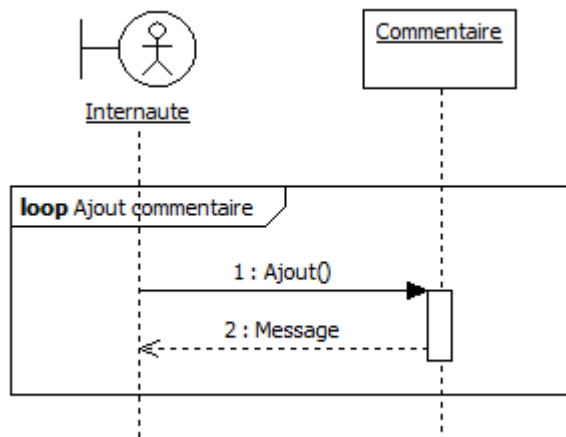 Commentaire
Internaute
loop Ajout commentaire
1 : Ajout()
2 : Message